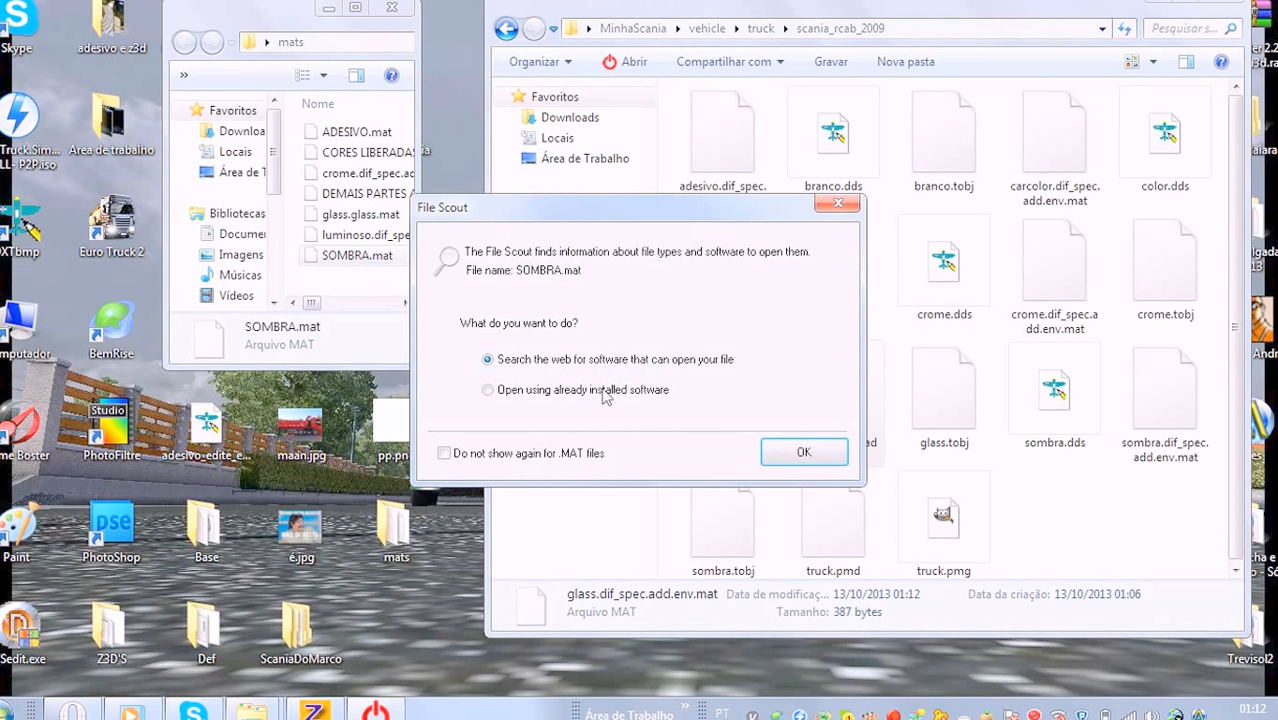 Skype
adesivo e z3d
Truck.Sim...
LL- P2P.iso
Área de trabalho
DXTbmp
Euro Truck 2
omputador
BemRise
me Booster
Studio
PhotoFiltre
adesivo-edite_e...
maan.jpg
pp.pn
Paint
PhotoShop
Base
é.jpg
mats
Sedit.exe
Z3D'S
Def
ScaniaDoMarco
mats
Favoritos
Downloa
Locais
Área de T
Bibliotecas
Docume
Imagens
Músicas
Vídeos
Nome
ADESIVO.mat
CORES LIBERADAS
crome.dif_spec.ad
DEMAIS PARTES A
glass.glass.mat
luminoso.dif_spe
SOMBRA.mat
SOMBRA.mat
Arquivo MAT
MinhaScania
vehicle
truck
scania_rcab_2009
Pesquisar s...
Organizar
Abrir
Compartilhar com
Gravar
Nova pasta
Favoritos
Downloads
Locais
Área de Trabalho
adesivo.dif_spec.
branco.dds
branco.tobj
carcolor.dif_spec.
add.env.mat
color.dds
crome.dds
crome.dif_spec.a
dd.env.mat
crome.tobj
ad
glass.tobj
sombra.dds
sombra.dif_spec.
add.env.mat
sombra.tobj
truck.pmd
truck.pmg
glass.dif_spec.add.env.mat
Data de modificaç...
13/10/2013 01:12
Data da criação:
13/10/2013 01:06
Arquivo MAT
Tamanho:
387 bytes
File Scout
The File Scout finds information about file types and software to open them.
File name: SOMBRA.mat
What do you want to do?
Search the web for software that can open your file
Open using already installed software
Do not show again for .MAT files
OK
Trevisol2
Área de Trabalho
PT
01:12